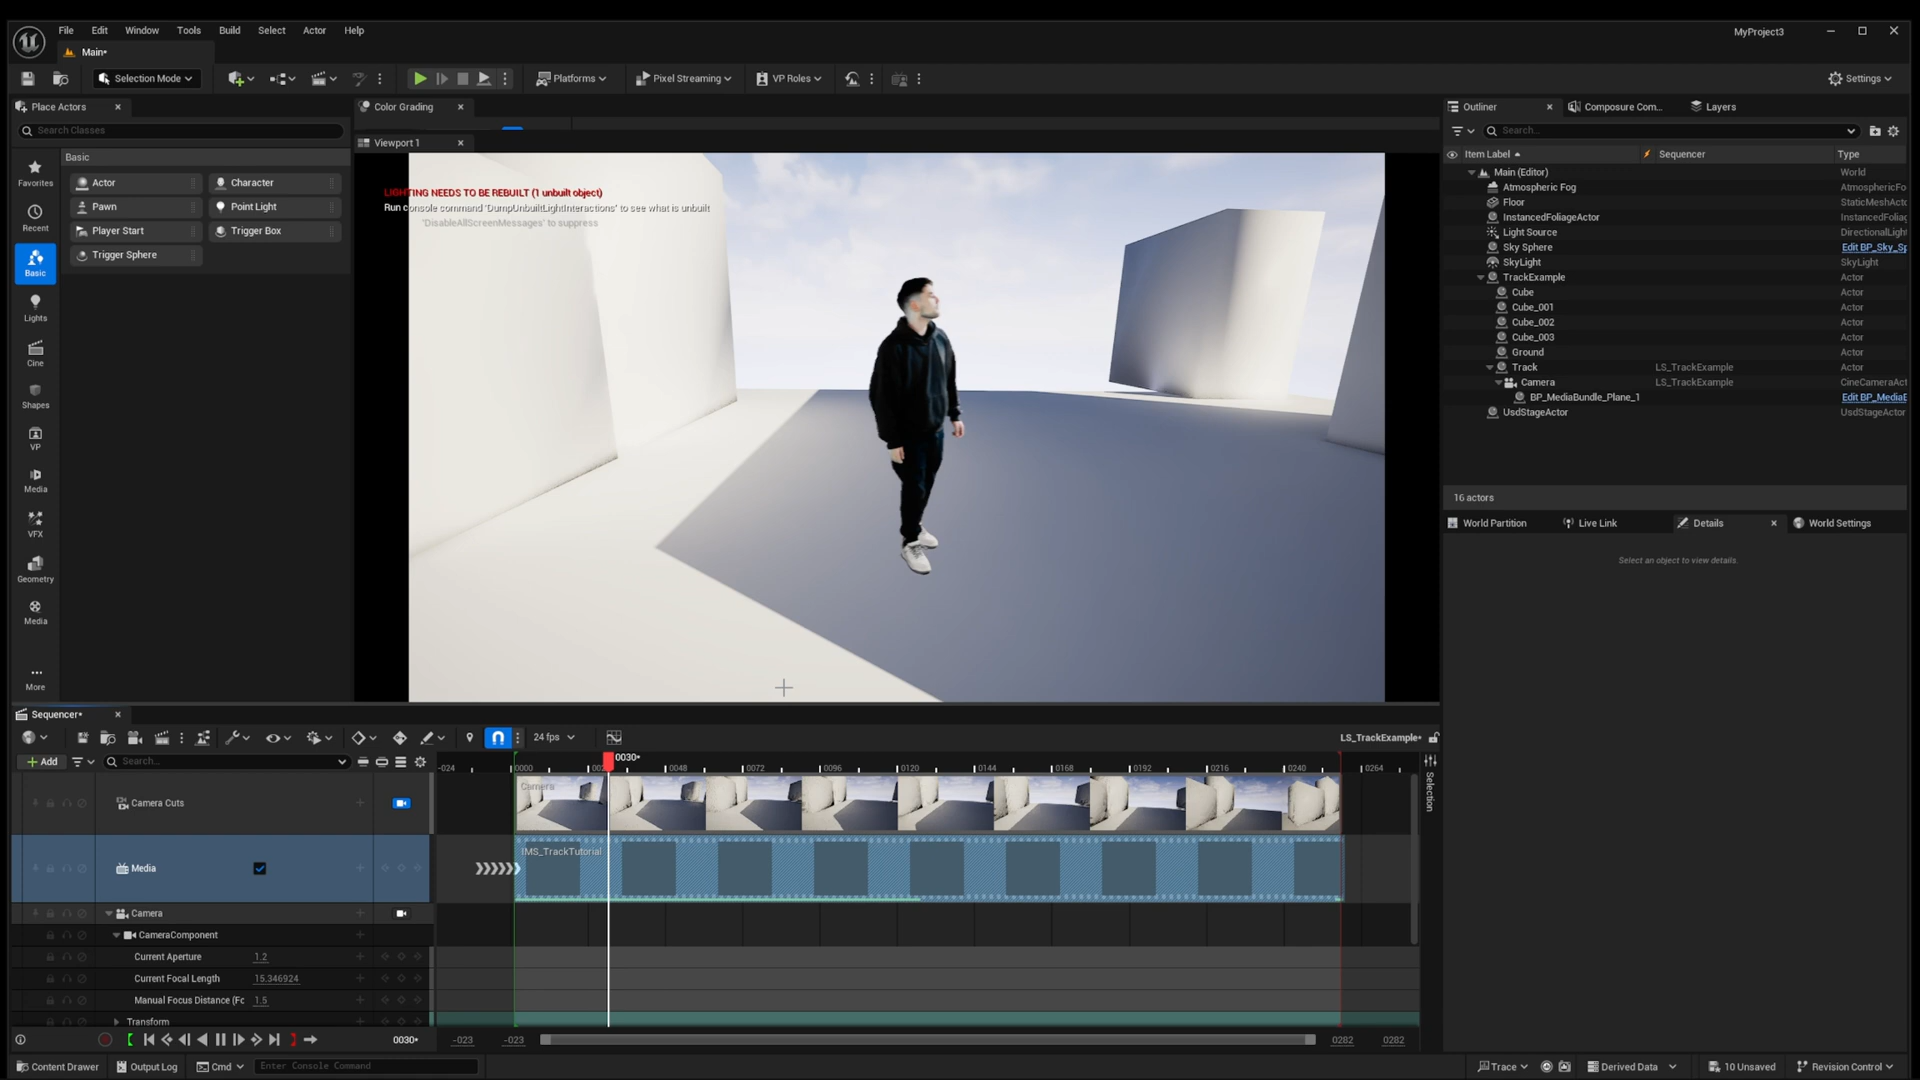 File Edit Window Tools Build Select Actor Help
MyProject3
Main*
Selection Mode
Platforms
Pixel Streaming
VP Roles
Settings
Place Actors
Search Classes
Basic
Favorites
Recent
Basic
Lights
Cine
Shapes
VP
Media
VFX
Geometry
Media
More
Actor
Character
Pawn
Point Light
Player Start
Trigger Box
Trigger Sphere
Color Grading
Viewport 1
LIGHTING NEEDS TO BE REBUILT (1 unbuilt object)
Run console command 'DumpUnbuiltLightInteractions' to see what is unbuilt
'DisableAllScreenMessages' to suppress
Outliner
Composure Com...
Layers
Search...
Item Label
Sequencer
Type
Main (Editor) World
Atmospheric Fog AtmosphericFo
Floor StaticMeshActo
InstancedFoliageActor InstancedFoliag
Light Source DirectionalLight
Sky Sphere Edit BP_Sky_Sp
SkyLight SkyLight
TrackExample Actor
Cube Actor
Cube_001 Actor
Cube_002 Actor
Cube_003 Actor
Ground Actor
Track LS_TrackExample Actor
Camera LS_TrackExample CineCameraAct
BP_MediaBundle_Plane_1 Edit BP_MediaB
UsdStageActor UsdStageActor
16 actors
World Partition
Live Link
Details
World Settings
Select an object to view details.
Sequencer*
24 fps
LS_TrackExample*
Add
Search...
-024 0000 0030* 0048 0072 0096 0120 0144 0168 0192 0216 0240 0264
Selection
Camera Cuts
Camera
Media
IMS_TrackTutorial
Camera
CameraComponent
Current Aperture 1.2
Current Focal Length 15.346924
Manual Focus Distance (Fc 1.5
Transform
0030* -023 -023 0282 0282
Content Drawer
Output Log
Cmd
Enter Console Command
Trace
Derived Data
10 Unsaved
Revision Control